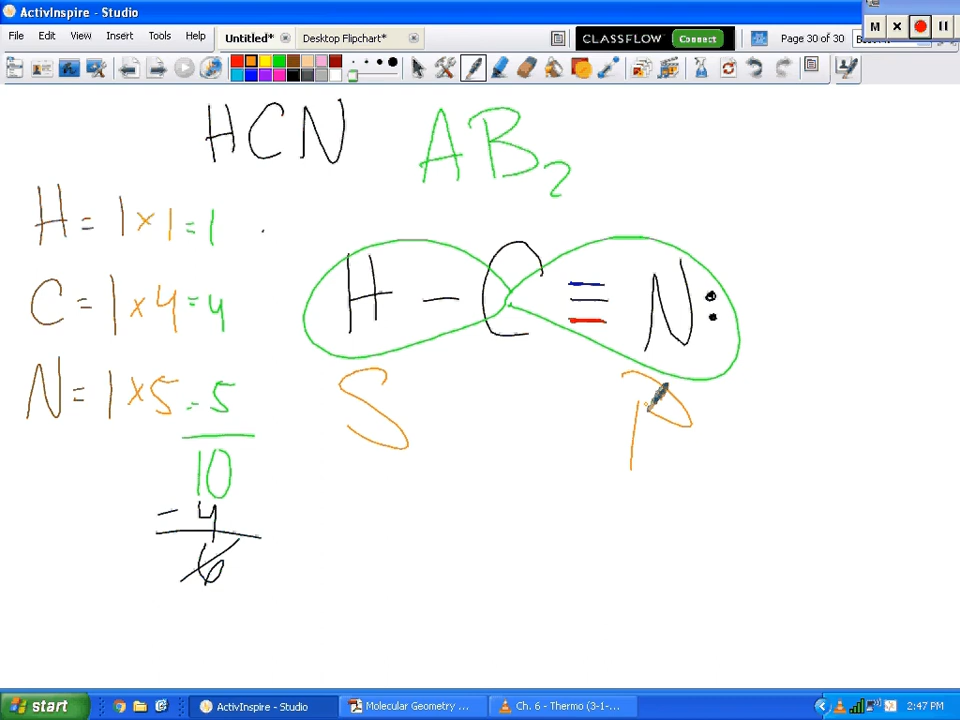 ActivInspire - Studio
M
File Edit View Insert Tools Help
Untitled* Desktop Flipchart*
CLASSFLOW Connect
Page 30 of 30
HCN AB2
H = 1 x 1 = 1
C = 1 x 4 = 4
N = 1 x 5 = 5
10
- 4
6
H - C ≡ N:
S P
start
ActivInspire - Studio
Molecular Geometry ...
Ch. 6 - Thermo (3-1-...
2:47 PM